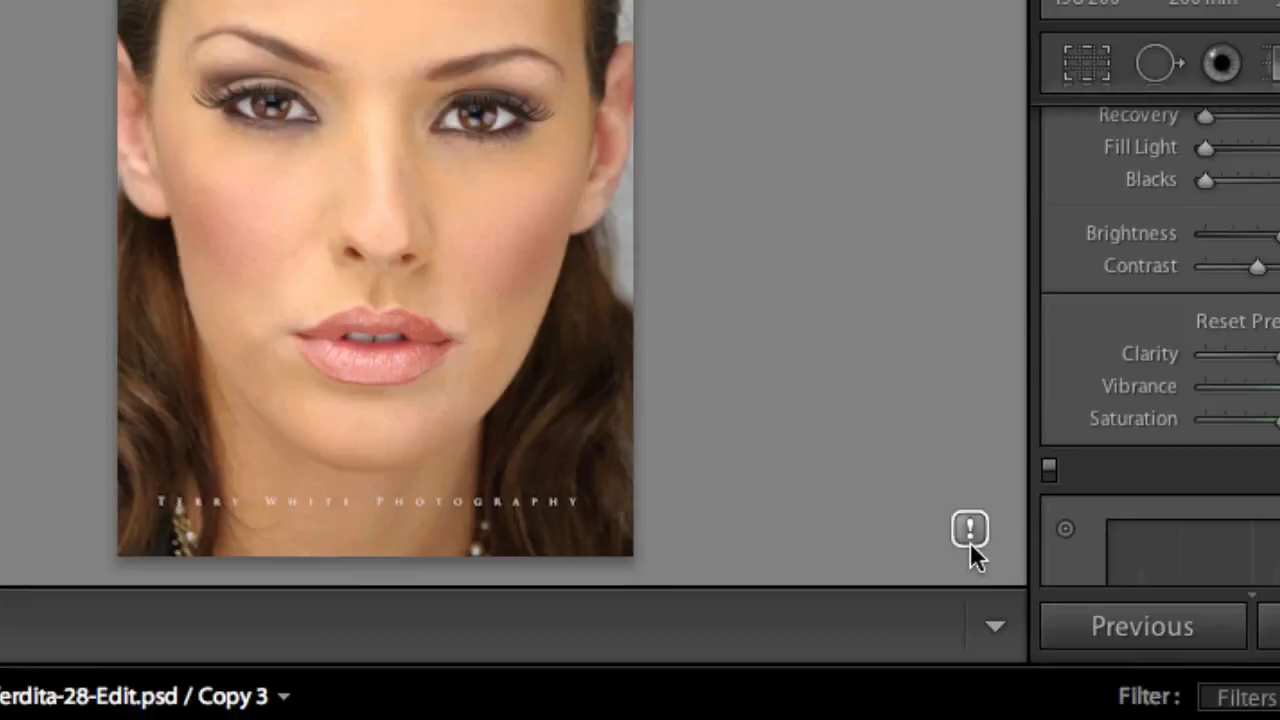 Recovery
Fill Light
Blacks
Brightness
Contrast
Reset Pre
Clarity
Vibrance
Saturation
TERRY WHITE PHOTOGRAPHY
!
Previous
erdita-28-Edit.psd / Copy 3
Filter :
Filters